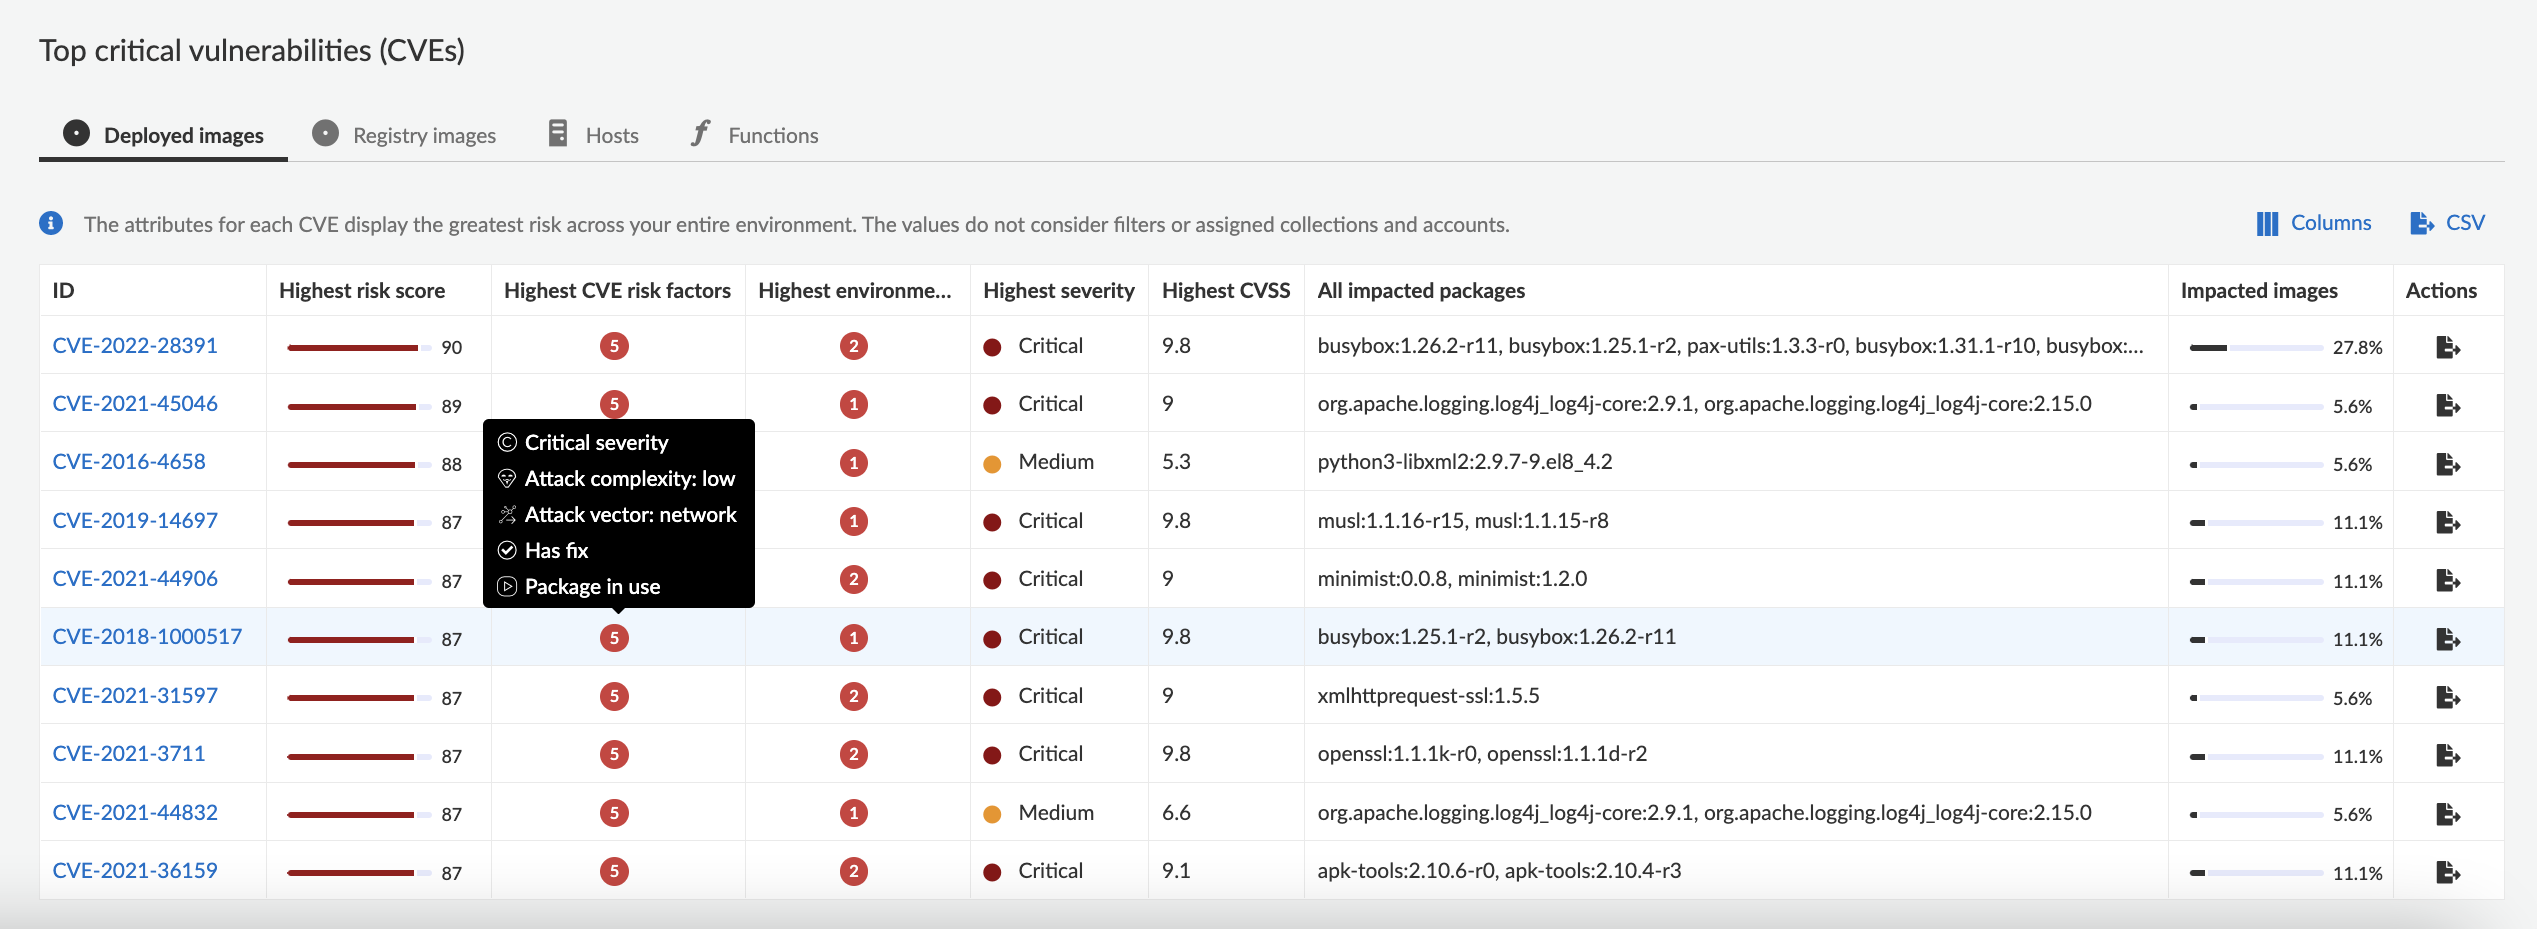 Top critical vulnerabilities (CVEs)
Deployed images Registry images Hosts Functions
The attributes for each CVE display the greatest risk across your entire environment. The values do not consider filters or assigned collections and accounts. Columns CSV
ID Highest risk score Highest CVE risk factors Highest environme... Highest severity Highest CVSS All impacted packages Impacted images Actions
CVE-2022-28391 90 5 2 Critical 9.8 busybox:1.26.2-r11, busybox:1.25.1-r2, pax-utils:1.3.3-r0, busybox:1.31.1-r10, busybox:... 27.8%
CVE-2021-45046 89 5 1 Critical 9 org.apache.logging.log4j_log4j-core:2.9.1, org.apache.logging.log4j_log4j-core:2.15.0 5.6%
Critical severity
CVE-2016-4658 88 1 Medium 5.3 python3-libxml2:2.9.7-9.el8_4.2 5.6%
Attack complexity: low
Attack vector: network
CVE-2019-14697 87 1 Critical 9.8 musl:1.1.16-r15, musl:1.1.15-r8 11.1%
Has fix
CVE-2021-44906 87 2 Critical 9 minimist:0.0.8, minimist:1.2.0 11.1%
Package in use
CVE-2018-1000517 87 5 1 Critical 9.8 busybox:1.25.1-r2, busybox:1.26.2-r11 11.1%
CVE-2021-31597 87 5 2 Critical 9 xmlhttprequest-ssl:1.5.5 5.6%
CVE-2021-3711 87 5 2 Critical 9.8 openssl:1.1.1k-r0, openssl:1.1.1d-r2 11.1%
CVE-2021-44832 87 5 1 Medium 6.6 org.apache.logging.log4j_log4j-core:2.9.1, org.apache.logging.log4j_log4j-core:2.15.0 5.6%
CVE-2021-36159 87 5 2 Critical 9.1 apk-tools:2.10.6-r0, apk-tools:2.10.4-r3 11.1%